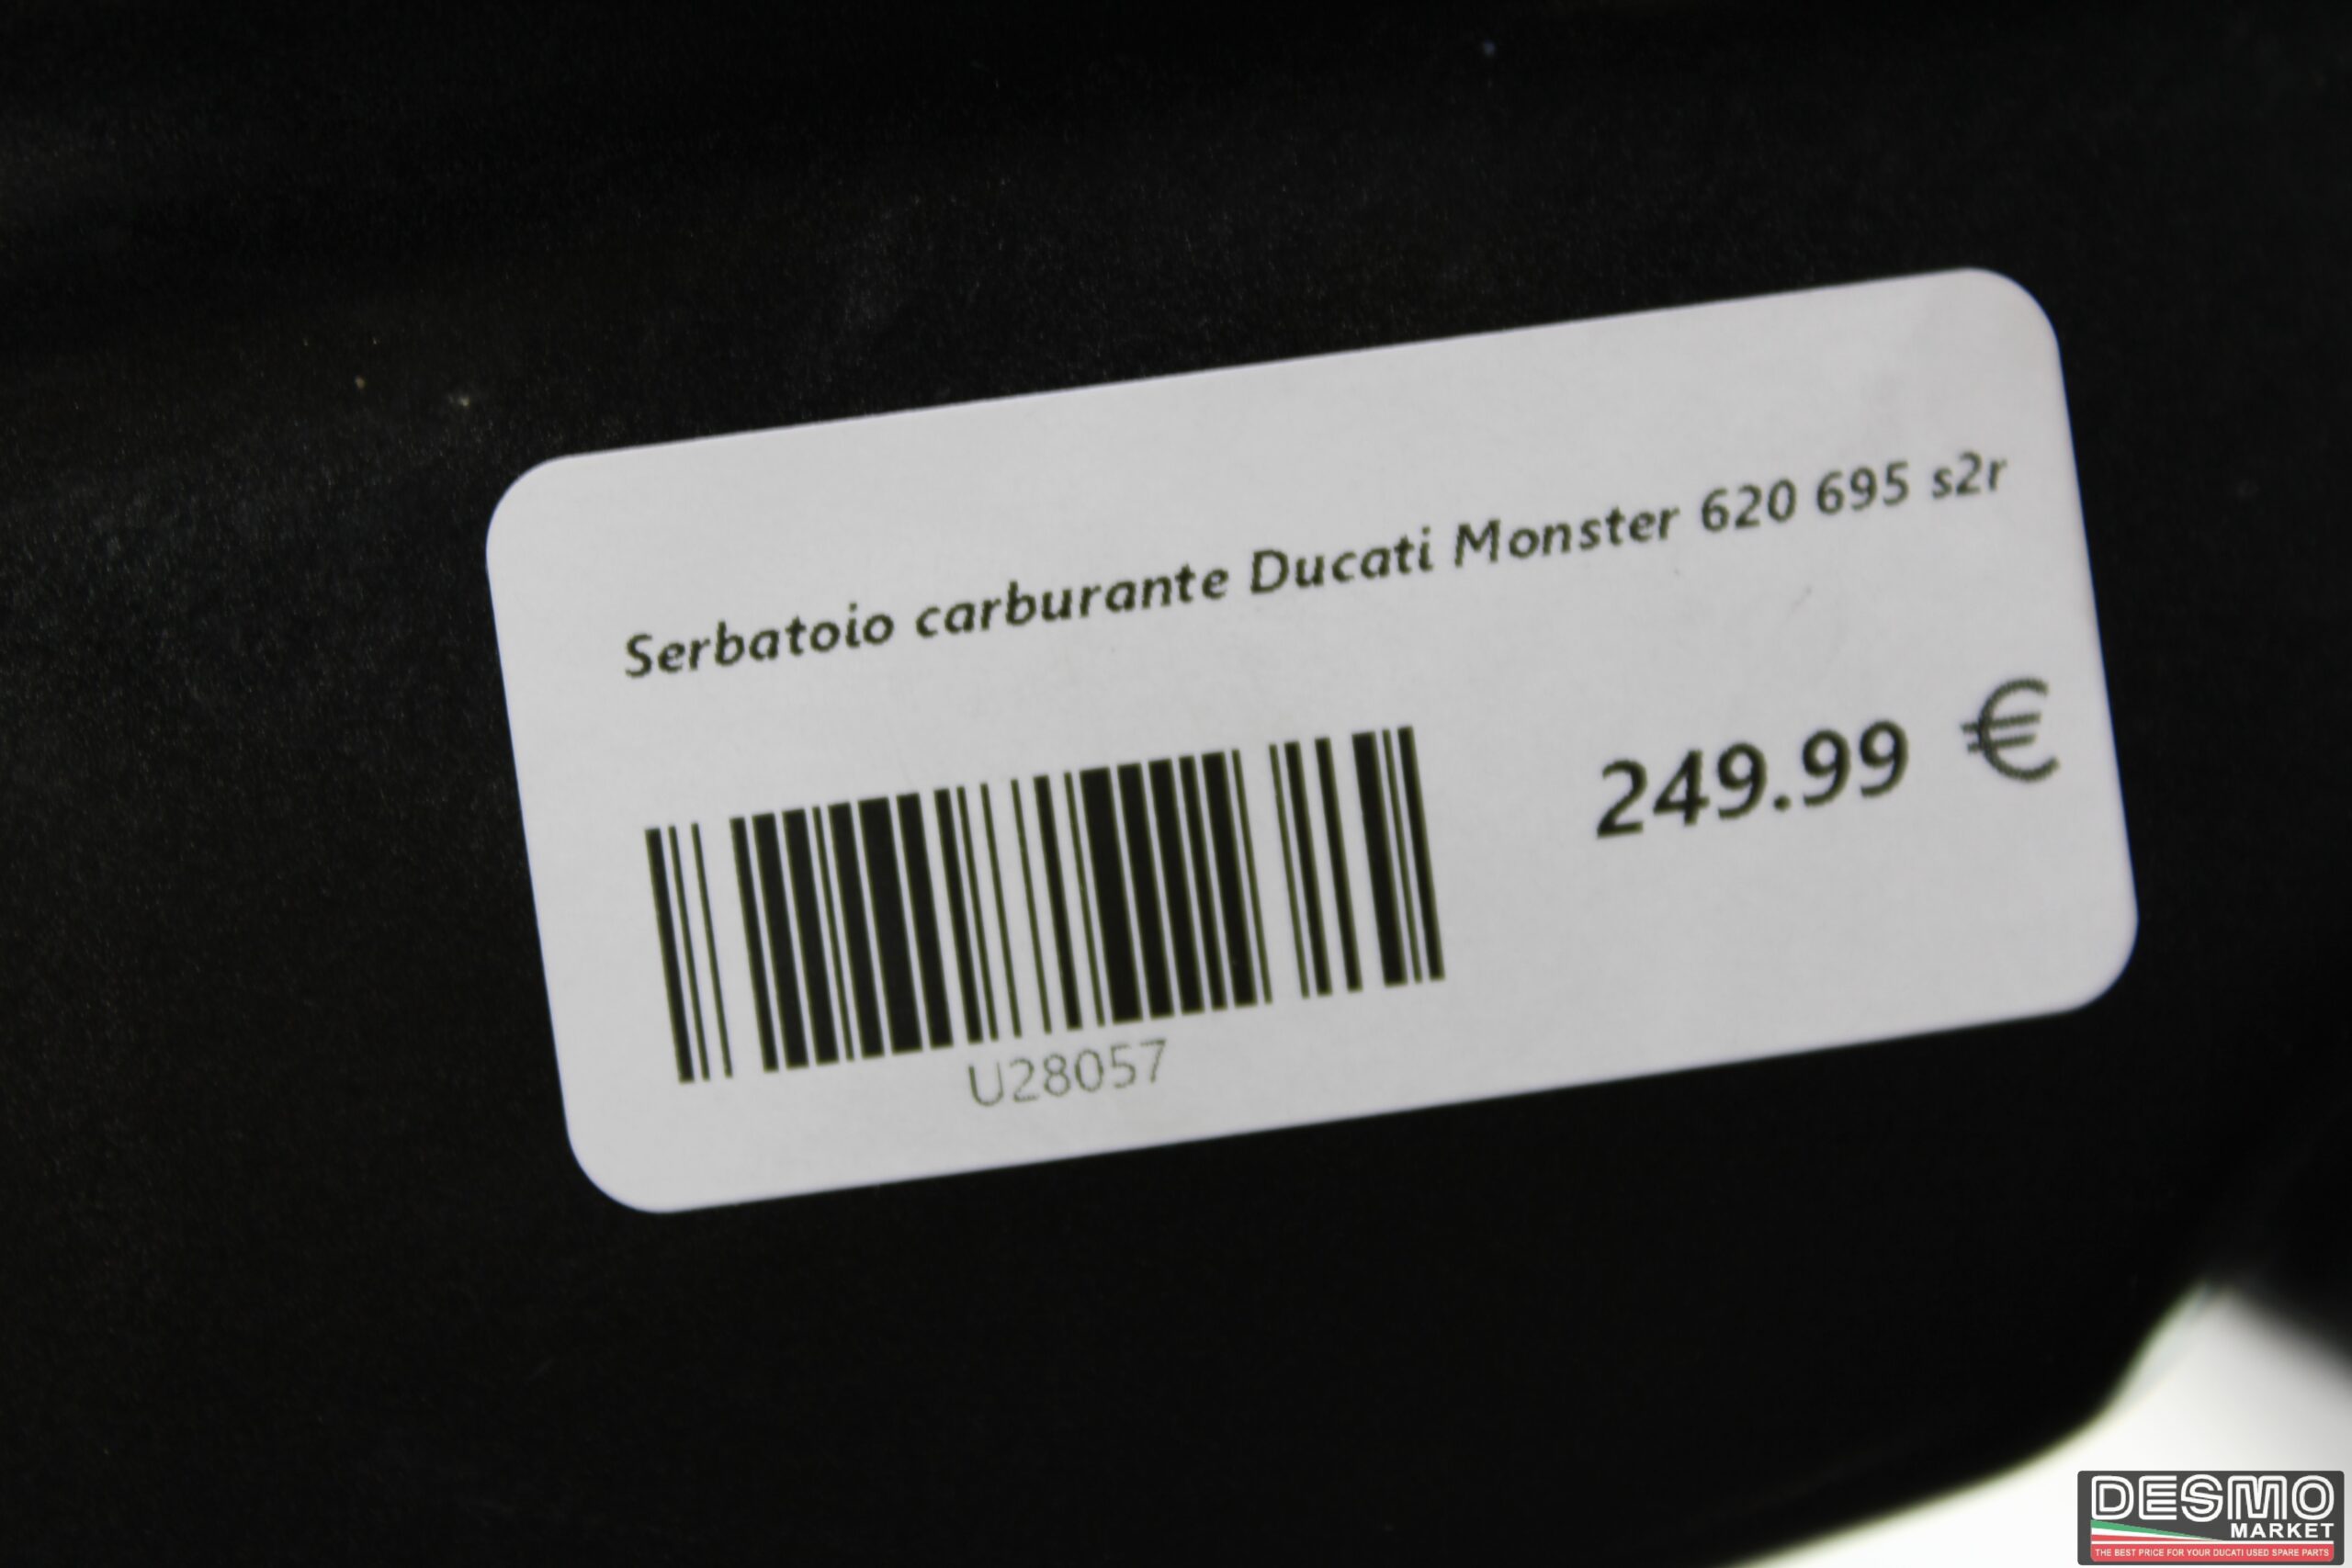 Serbatoio carburante Ducati Monster 620 695 s2r
249.99 €
U28057
DESMO
MARKET
THE BEST PRICE FOR YOUR DUCATI USED SPARE PARTS